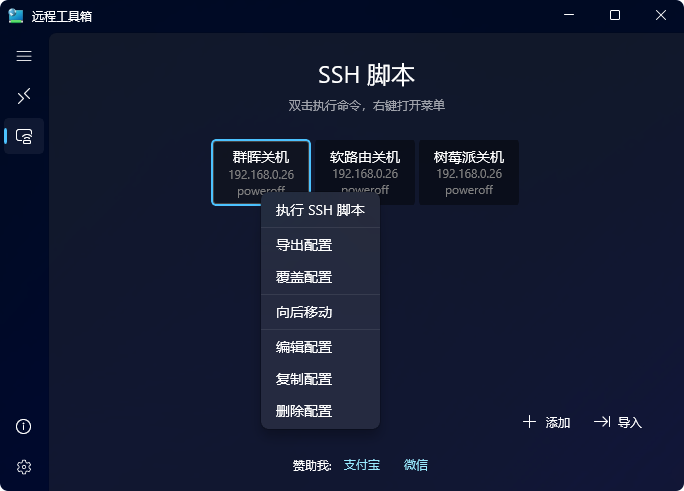 远程工具箱
SSH 脚本
双击执行命令，右键打开菜单
群晖关机
192.168.0.26
poweroff
软路由关机
192.168.0.26
poweroff
树莓派关机
192.168.0.26
poweroff
执行 SSH 脚本
导出配置
覆盖配置
向后移动
编辑配置
复制配置
删除配置
添加
导入
赞助我: 支付宝 微信